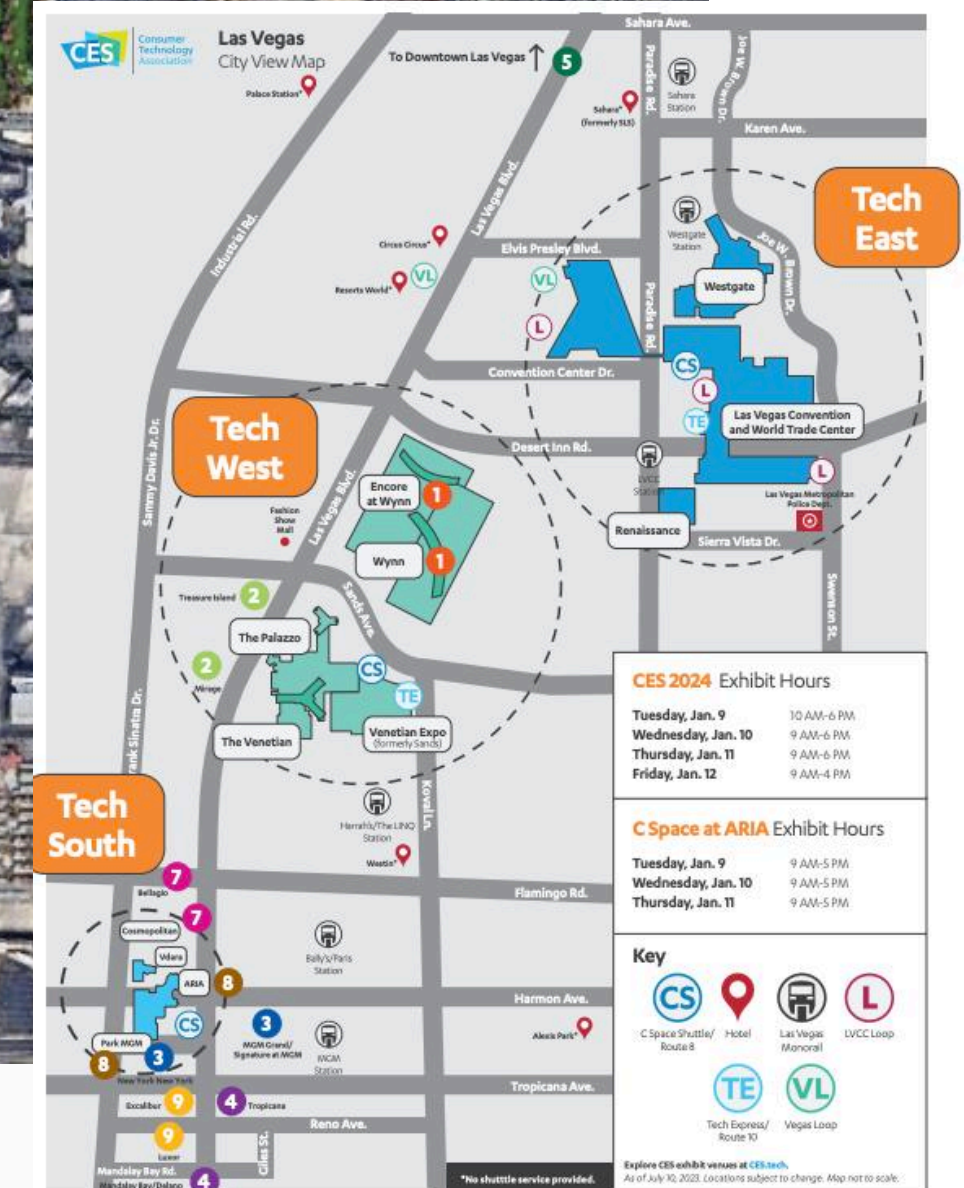 CES
Consumer
Technology
Association
Las Vegas
City View Map
To Downtown Las Vegas
5
Sahara Ave.
Palace Station*
Paradise Rd.
Sahara
Station
Joe W. Brown Dr.
Sahara*
(formerly SLS)
Karen Ave.
Industrial Rd.
Las Vegas Blvd.
Tech
East
Circus Circus*
Elvis Presley Blvd.
Westgate
Station
Joe W. Brown Dr.
Resorts World*
VL
VL
Westgate
L
Paradise Rd.
Convention Center Dr.
CS
L
TE
Las Vegas Convention
and World Trade Center
Tech
West
Desert Inn Rd.
Sammy Davis Jr. Dr.
Las Vegas Blvd.
LVCC
Station
L
Las Vegas Metropolitan
Police Dept.
Encore
at Wynn
1
Fashion
Show
Mall
Renaissance
Sierra Vista Dr.
Wynn
1
Sands Ave.
Swenson St.
Treasure Island
2
The Palazzo
2
Mirage
CS
TE
The Venetian
Venetian Expo
(formerly Sands)
rank Sinatra Dr.
CES 2024 Exhibit Hours
Tuesday, Jan. 9 10 AM-6 PM
Wednesday, Jan. 10 9 AM-6 PM
Thursday, Jan. 11 9 AM-6 PM
Friday, Jan. 12 9 AM-4 PM
Tech
South
Koval Ln.
Harrah's/The LINQ
Station
Westin*
C Space at ARIA Exhibit Hours
Tuesday, Jan. 9 9 AM-5 PM
Wednesday, Jan. 10 9 AM-5 PM
Thursday, Jan. 11 9 AM-5 PM
7
Bellagio
Flamingo Rd.
7
Cosmopolitan
Bally's/Paris
Station
Vdara
ARIA
8
Harmon Ave.
CS
3
MGM Grand/
Signature at MGM
MGM
Station
Alexis Park*
Park MGM
8
3
New York New York
Tropicana Ave.
Excalibur
9
4
Tropicana
Reno Ave.
9
Luxor
Giles St.
Mandalay Bay Rd.
Mandalay Bay/Delano
4
*No shutttle service provided.
Key
CS
C Space Shuttle/
Route 8
Hotel
Las Vegas
Monorail
L
LVCC Loop
TE
Tech Express/
Route 10
VL
Vegas Loop
Explore CES exhibit venues at CES.tech.
As of July 10, 2023. Locations subject to change. Map not to scale.